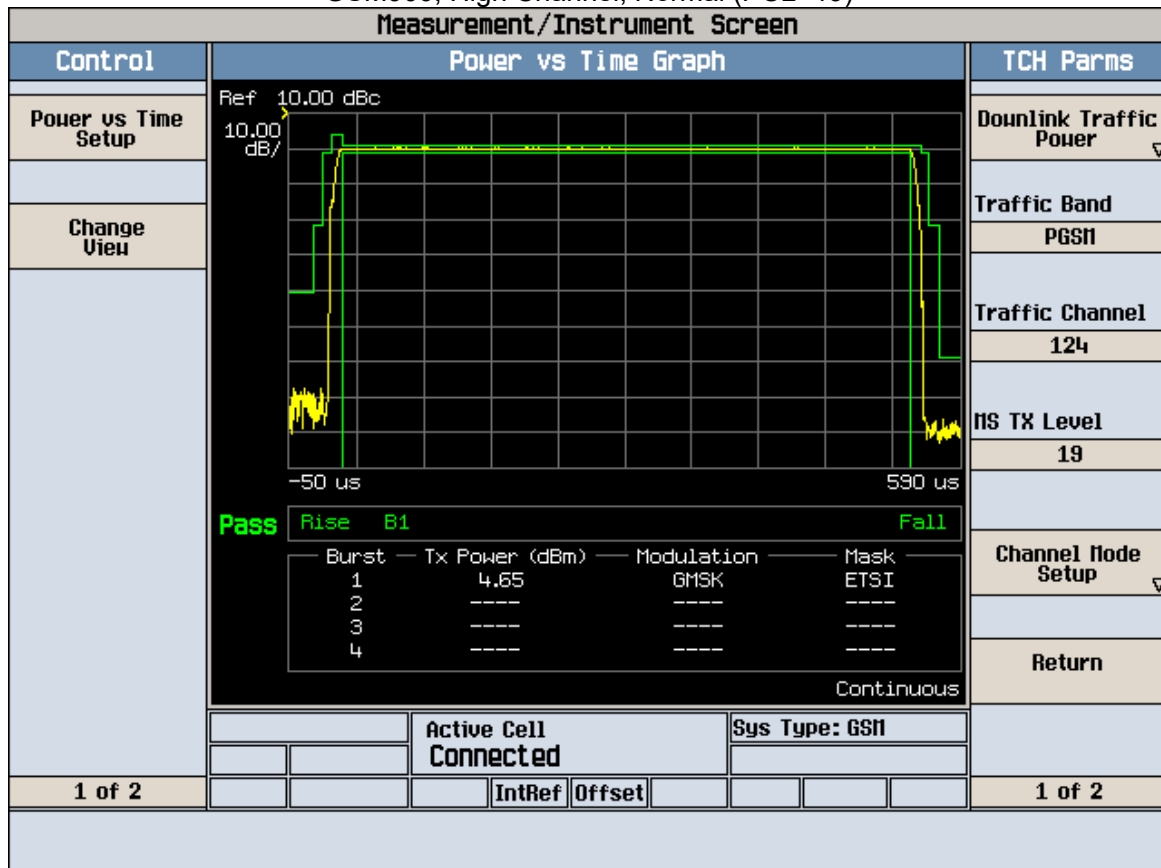 Measurement/Instrument Screen
Control
Power vs Time Graph
TCH Parms
Power vs Time
Setup
Change
View
1 of 2
Ref 10.00 dBc
10.00
dB/
-50 us
590 us
Pass
Rise B1
Fall
Burst Tx Power (dBm) Modulation Mask
1 4.65 GMSK ETSI
2 ---- ---- ----
3 ---- ---- ----
4 ---- ---- ----
Continuous
Active Cell
Connected
Sys Type: GSM
IntRef Offset
Downlink Traffic
Power
Traffic Band
PGSM
Traffic Channel
124
MS TX Level
19
Channel Mode
Setup
Return
1 of 2